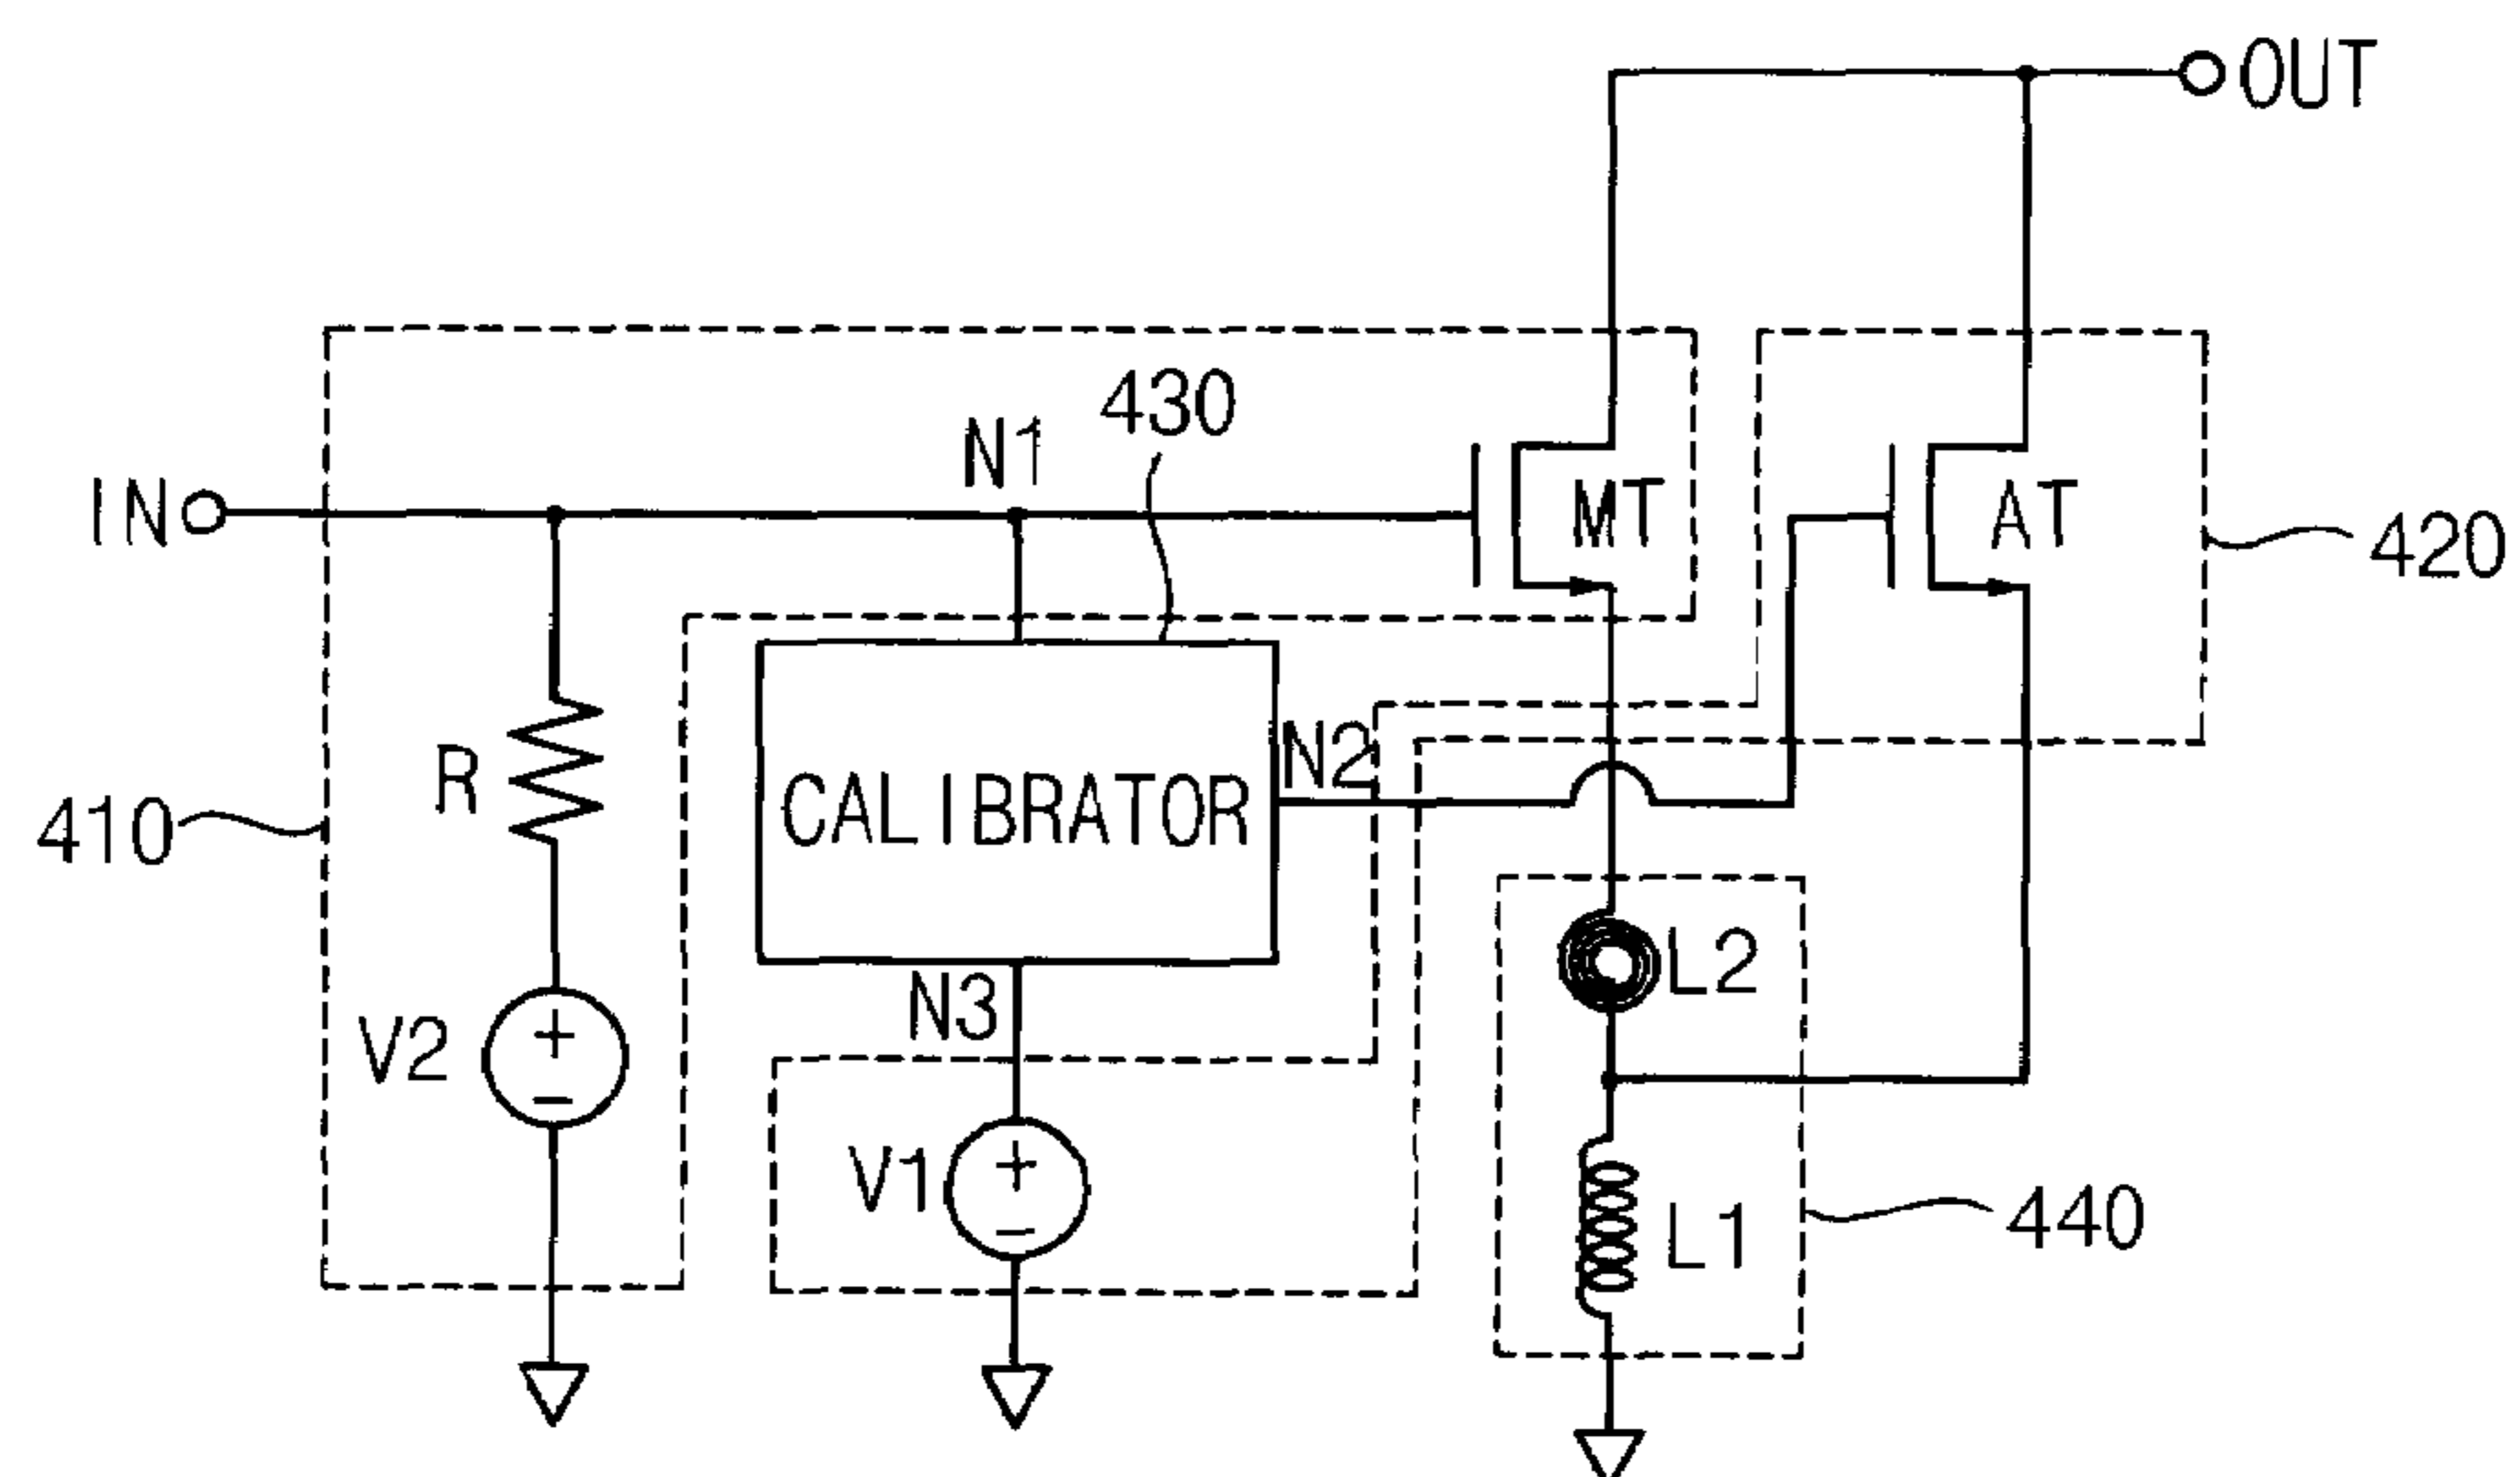 OUT
430
N1
IN
MT
AT
420
N2
R
CALIBRATOR
410
L2
N3
V2
V1
L1
440